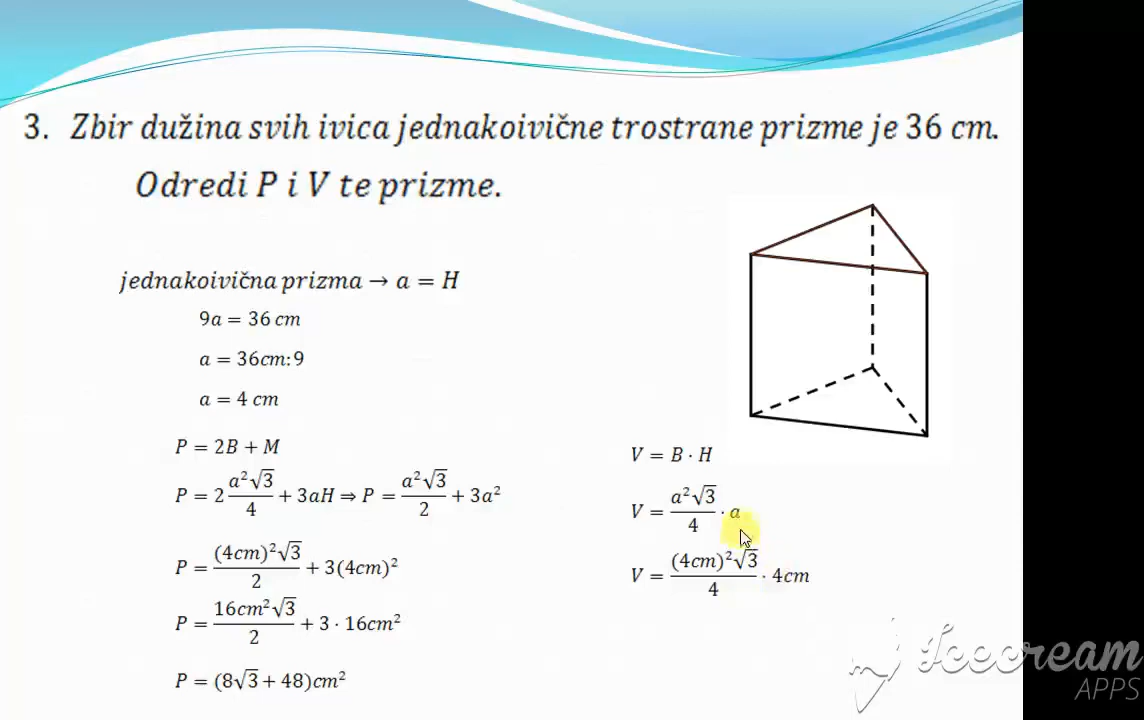 3. Zbir dužina svih ivica jednakoivične trostrane prizme je 36 cm.
Odredi P i V te prizme.
jednakoivična prizma → a = H
9a = 36 cm
a = 36cm:9
a = 4 cm
P = 2B + M
P = 2 a²√3/4 + 3aH ⇒ P = a²√3/2 + 3a²
P = (4cm)²√3/2 + 3(4cm)²
P = 16cm²√3/2 + 3 · 16cm²
P = (8√3 + 48)cm²
V = B · H
V = a²√3/4 · a
V = (4cm)²√3/4 · 4cm
Icecream
APPS